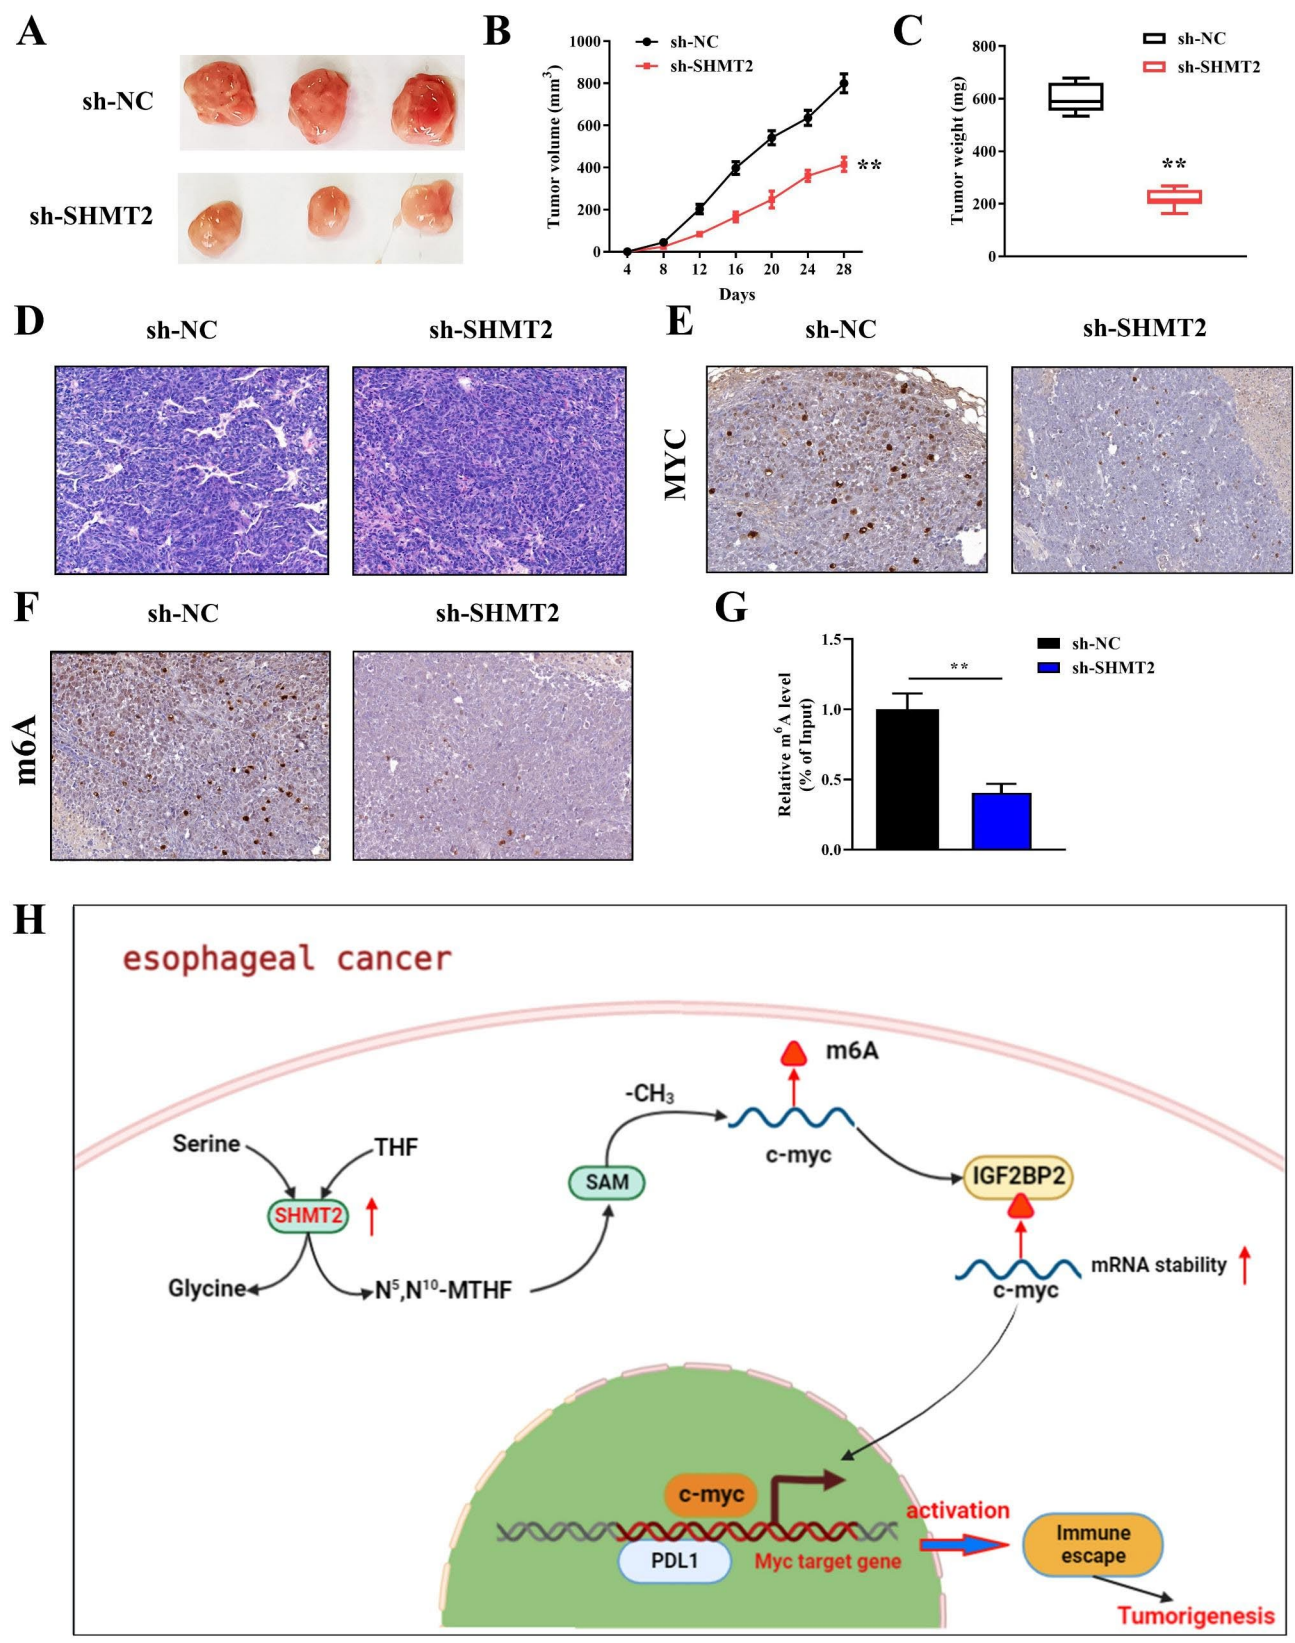 A
sh-NC
sh-SHMT2
B
1000
800
600
400
200
0
Tumor volume (mm³)
4 8 12 16 20 24 28
Days
sh-NC
sh-SHMT2
**
C
800
600
400
200
0
Tumor weight (mg)
sh-NC
sh-SHMT2
**
D
sh-NC
sh-SHMT2
E
sh-NC
sh-SHMT2
MYC
F
sh-NC
sh-SHMT2
m6A
G
1.5
1.0
0.5
0.0
Relative m⁶A level
(% of Input)
**
sh-NC
sh-SHMT2
H
esophageal cancer
m6A
-CH₃
c-myc
Serine
THF
SHMT2
Glycine
N⁵,N¹⁰-MTHF
SAM
IGF2BP2
mRNA stability
c-myc
c-myc
PDL1
Myc target gene
activation
Immune
escape
Tumorigenesis